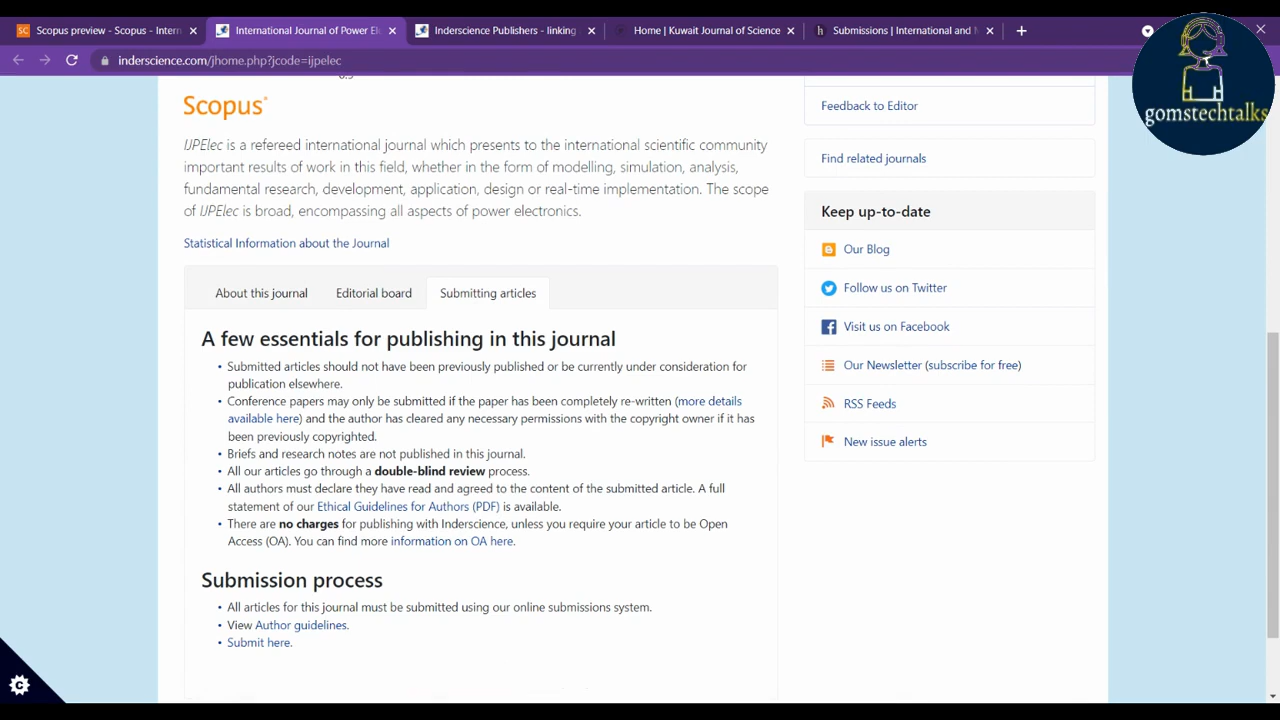 Scopus preview - Scopus - Intern
International Journal of Power El
Inderscience Publishers - linking
Home | Kuwait Journal of Science
Submissions | International and M
inderscience.com/jhome.php?jcode=ijpelec
gomstechtalks
Scopus®
IJPElec is a refereed international journal which presents to the international scientific community
important results of work in this field, whether in the form of modelling, simulation, analysis,
fundamental research, development, application, design or real-time implementation. The scope
of IJPElec is broad, encompassing all aspects of power electronics.
Statistical Information about the Journal
About this journal
Editorial board
Submitting articles
A few essentials for publishing in this journal
• Submitted articles should not have been previously published or be currently under consideration for
publication elsewhere.
• Conference papers may only be submitted if the paper has been completely re-written (more details
available here) and the author has cleared any necessary permissions with the copyright owner if it has
been previously copyrighted.
• Briefs and research notes are not published in this journal.
• All our articles go through a double-blind review process.
• All authors must declare they have read and agreed to the content of the submitted article. A full
statement of our Ethical Guidelines for Authors (PDF) is available.
• There are no charges for publishing with Inderscience, unless you require your article to be Open
Access (OA). You can find more information on OA here.
Submission process
• All articles for this journal must be submitted using our online submissions system.
• View Author guidelines.
• Submit here.
Feedback to Editor
Find related journals
Keep up-to-date
Our Blog
Follow us on Twitter
Visit us on Facebook
Our Newsletter (subscribe for free)
RSS Feeds
New issue alerts